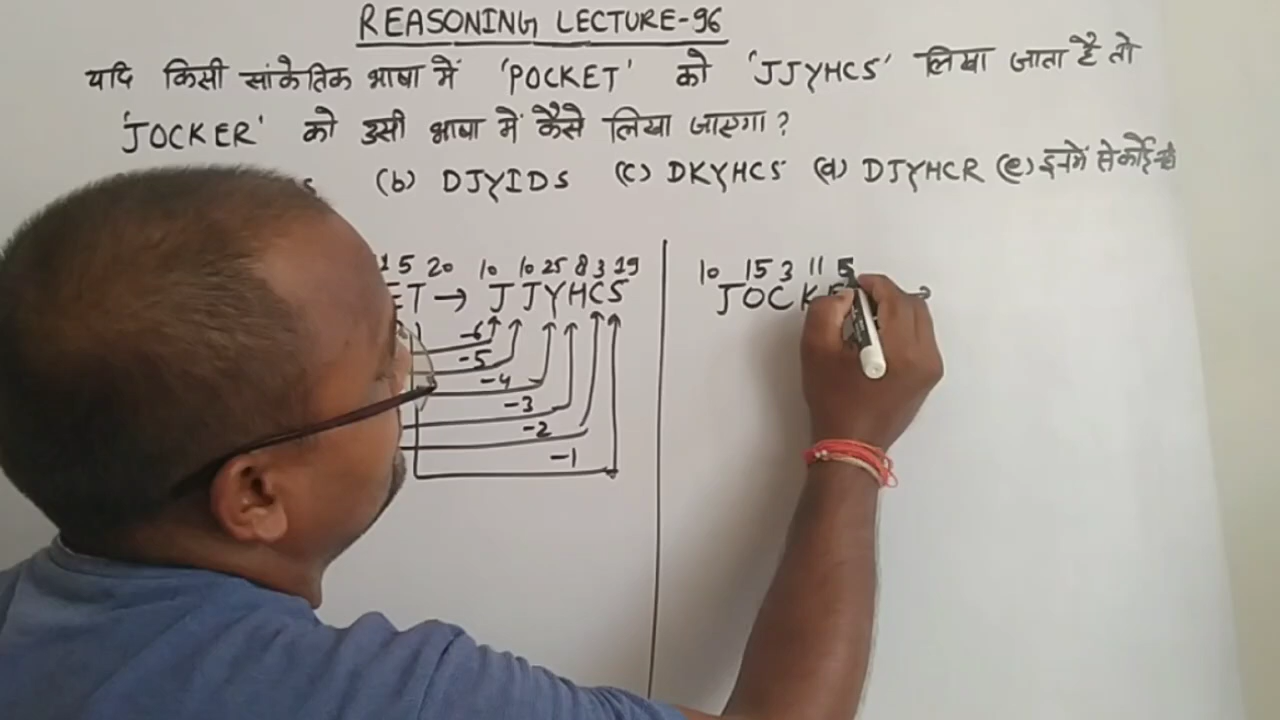 REASONING LECTURE-96
यदि किसी सांकेतिक भाषा में 'POCKET' को 'JJYHCS' लिखा जाता है तो
'JOCKER' को उसी भाषा में कैसे लिखा जाएगा?
S (b) DJYIDS (c) DKYHCS (d) DJYHCR (e) इनमें से कोई
5 20 10 10 25 8 3 19 10 15 3 11 5
ET → JJYHCS JOCK →
-6
-5
-4
-3
-2
-1